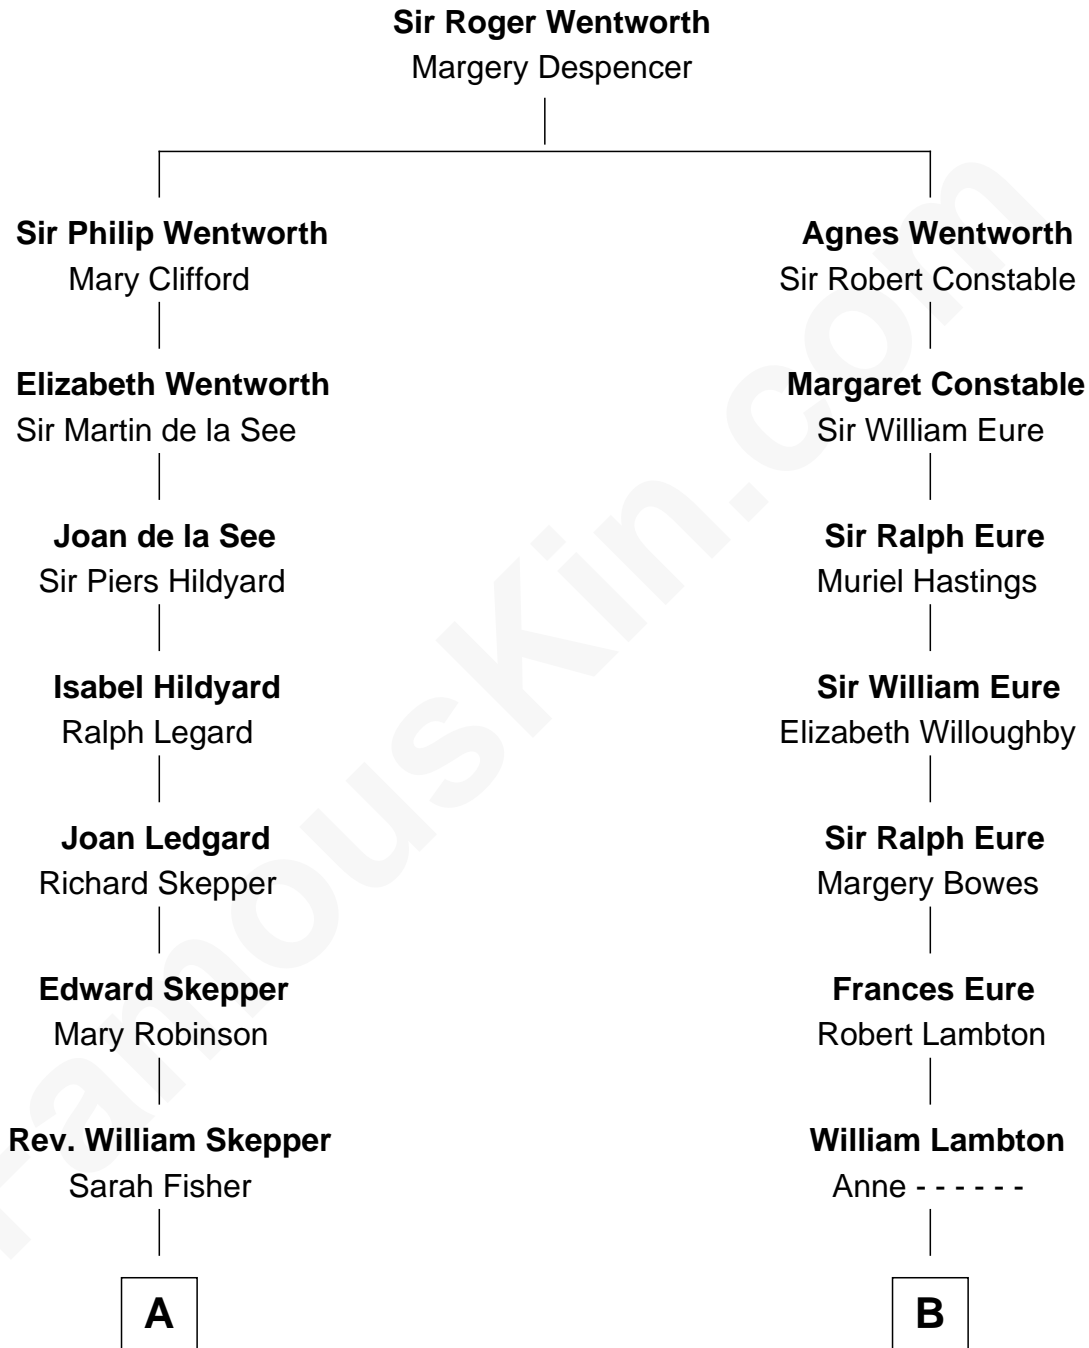 Sir Roger Wentworth
Margery Despencer
Sir Philip Wentworth
Mary Clifford
Agnes Wentworth
Sir Robert Constable
Elizabeth Wentworth
Sir Martin de la See
Margaret Constable
Sir William Eure
Joan de la See
Sir Piers Hildyard
Sir Ralph Eure
Muriel Hastings
Isabel Hildyard
Ralph Legard
Sir William Eure
Elizabeth Willoughby
Joan Ledgard
Richard Skepper
Sir Ralph Eure
Margery Bowes
Edward Skepper
Mary Robinson
Frances Eure
Robert Lambton
Rev. William Skepper
Sarah Fisher
William Lambton
Anne - - - - - -
A
B
FamousKin.com